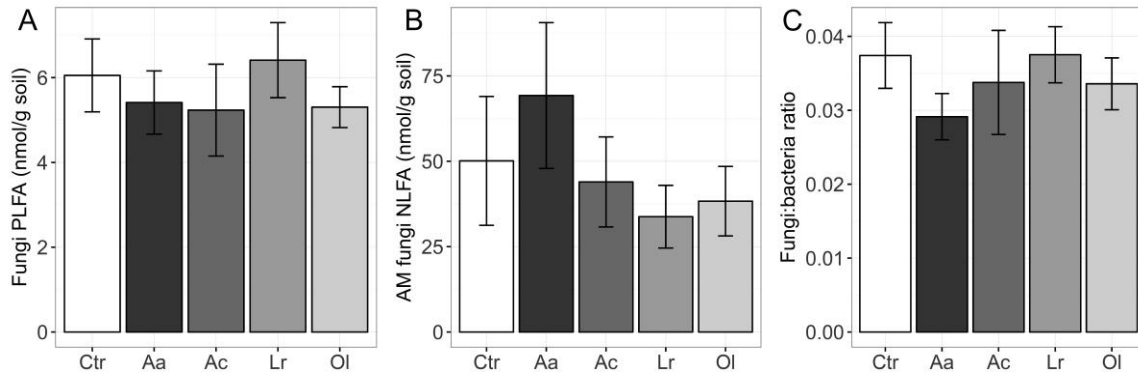 A
Fungi PLFA (nmol/g soil)
6
4
2
0
Ctr Aa Ac Lr Ol
B
AM fungi NLFA (nmol/g soil)
75
50
25
0
Ctr Aa Ac Lr Ol
C
Fungi:bacteria ratio
0.04
0.03
0.02
0.01
0.00
Ctr Aa Ac Lr Ol